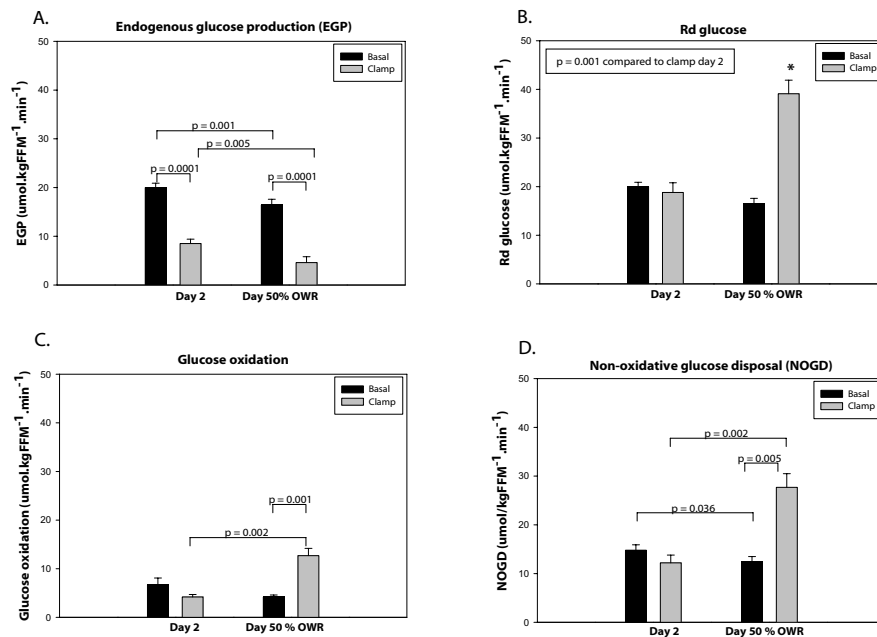 A.
Endogenous glucose production (EGP)
50
40
30
20
10
0
EGP (umol.kgFFM⁻¹.min⁻¹)
Basal
Clamp
p = 0.001
p = 0.005
p = 0.0001
p = 0.0001
Day 2
Day 50% OWR
B.
Rd glucose
50
40
30
20
10
0
Rd glucose (umol.kgFFM⁻¹.min⁻¹)
p = 0.001 compared to clamp day 2
Basal
Clamp
*
Day 2
Day 50 % OWR
C.
Glucose oxidation
50
40
30
20
10
0
Glucose oxidation (umol.kgFFM⁻¹.min⁻¹)
Basal
Clamp
p = 0.001
p = 0.002
Day 2
Day 50 % OWR
D.
Non-oxidative glucose disposal (NOGD)
50
40
30
20
10
0
NOGD (umol/kgFFM⁻¹.min⁻¹)
Basal
Clamp
p = 0.002
p = 0.005
p = 0.036
Day 2
Day 50 % OWR